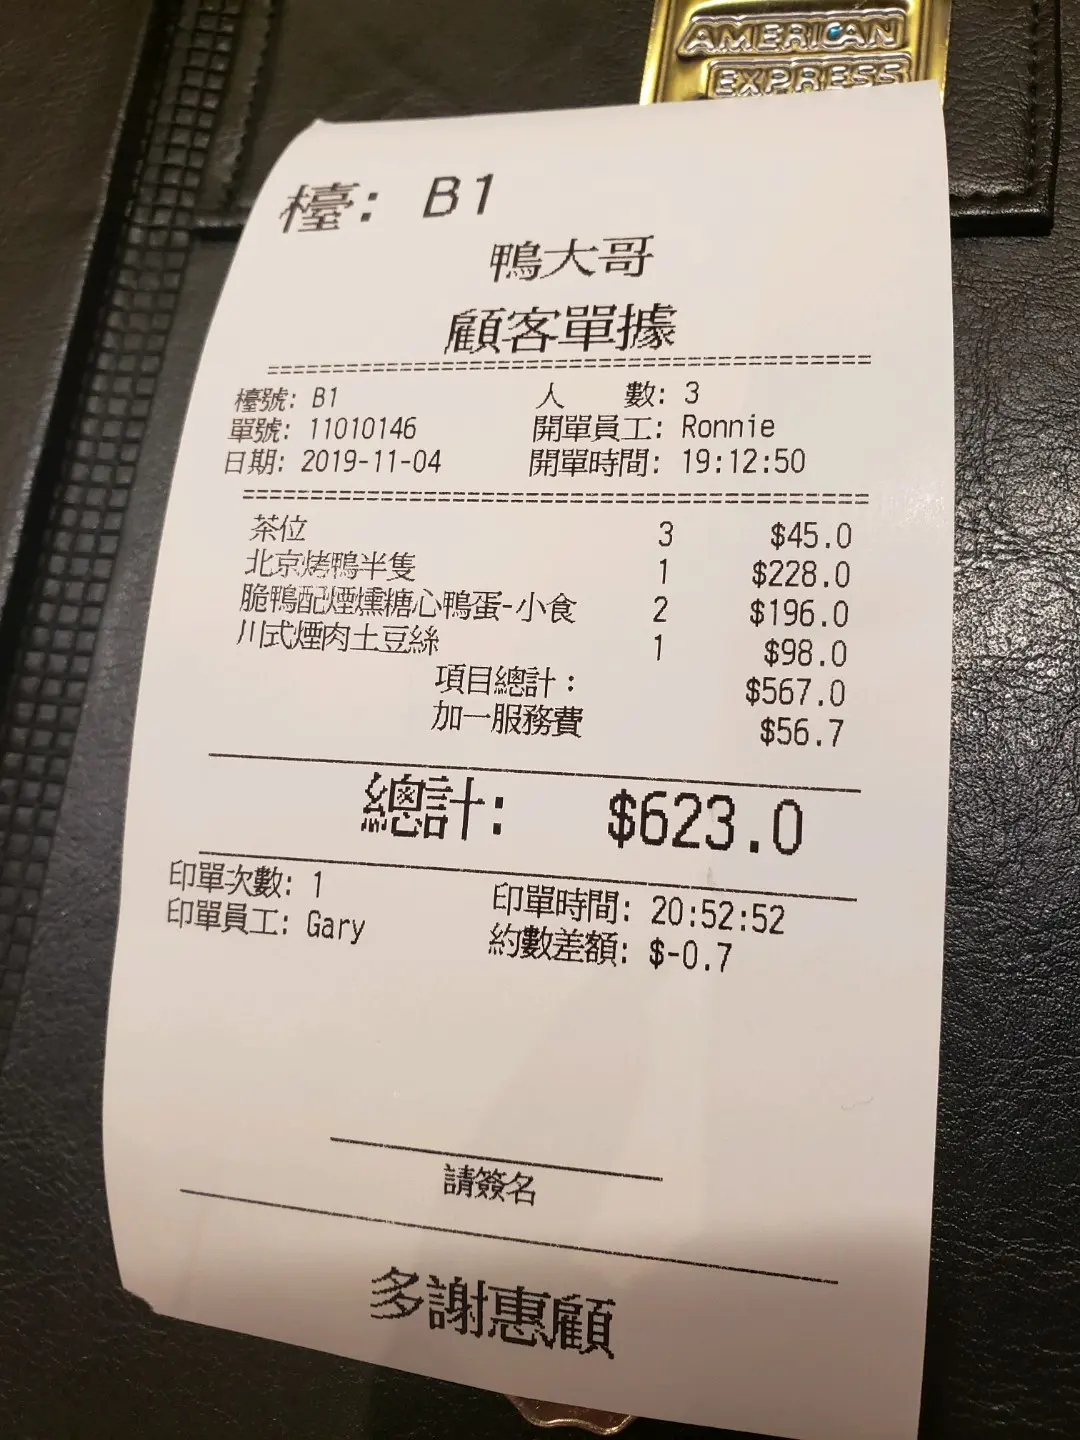 AMERICAN
EXPRESS
檯: B1
鴨大哥
顧客單據
檯號: B1 人 數: 3
單號: 11010146 開單員工: Ronnie
日期: 2019-11-04 開單時間: 19:12:50
茶位 3 $45.0
北京烤鴨半隻 1 $228.0
脆鴨配煙燻糖心鴨蛋-小食 2 $196.0
川式煙肉土豆絲 1 $98.0
項目總計: $567.0
加一服務費 $56.7
總計: $623.0
印單次數: 1 印單時間: 20:52:52
印單員工: Gary 約數差額: $-0.7
請簽名
多謝惠顧